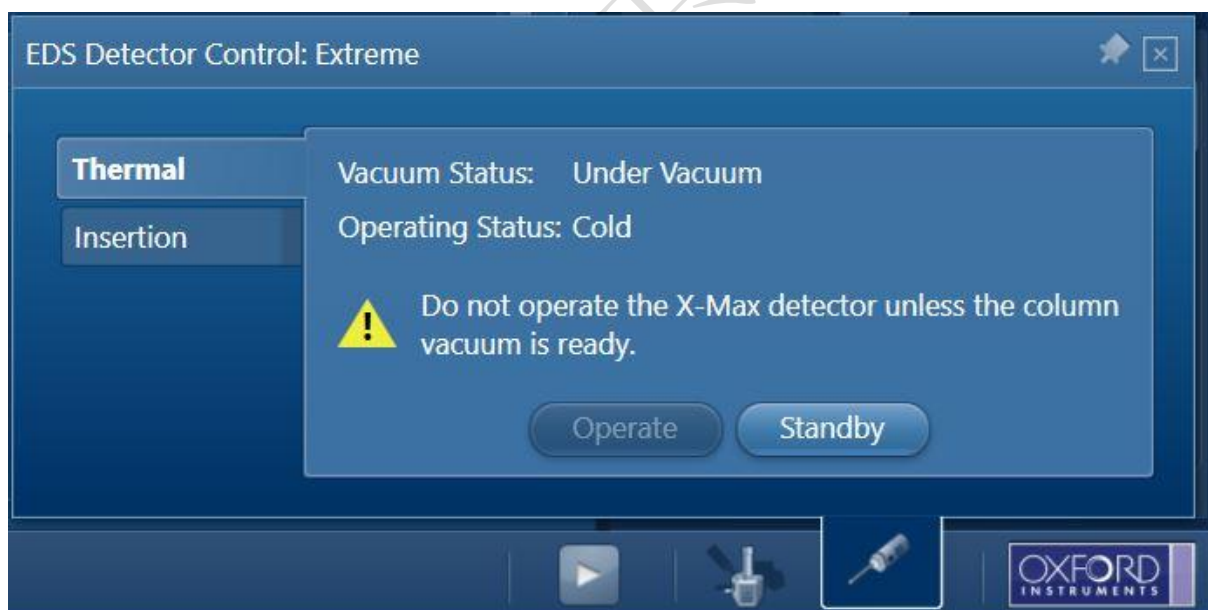 EDS Detector Control: Extreme
Thermal
Insertion
Vacuum Status: Under Vacuum
Operating Status: Cold
Do not operate the X-Max detector unless the column
vacuum is ready.
Operate
Standby
OXFORD
INSTRUMENTS